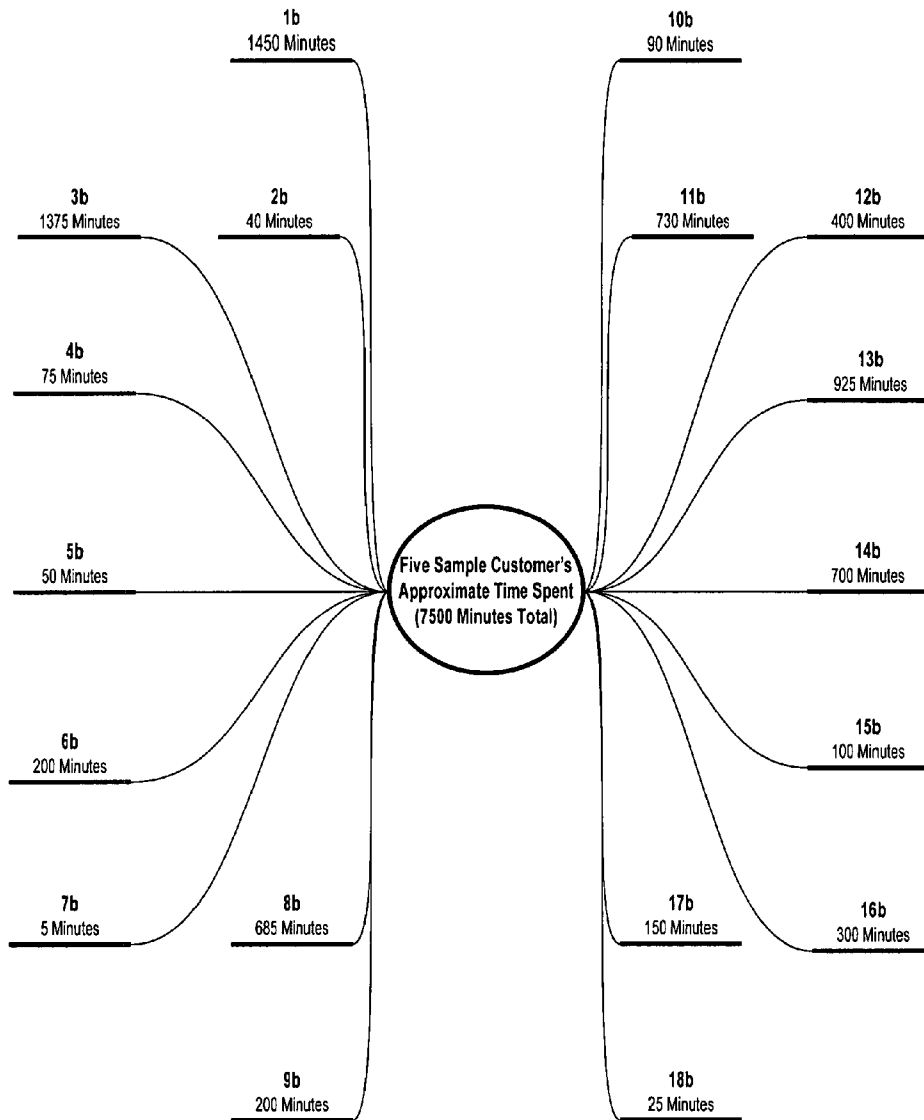 1b
1450 Minutes
10b
90 Minutes
3b
1375 Minutes
2b
40 Minutes
11b
730 Minutes
12b
400 Minutes
4b
75 Minutes
13b
925 Minutes
Five Sample Customer's
Approximate Time Spent
(7500 Minutes Total)
5b
50 Minutes
14b
700 Minutes
6b
200 Minutes
15b
100 Minutes
7b
5 Minutes
8b
685 Minutes
17b
150 Minutes
16b
300 Minutes
9b
200 Minutes
18b
25 Minutes